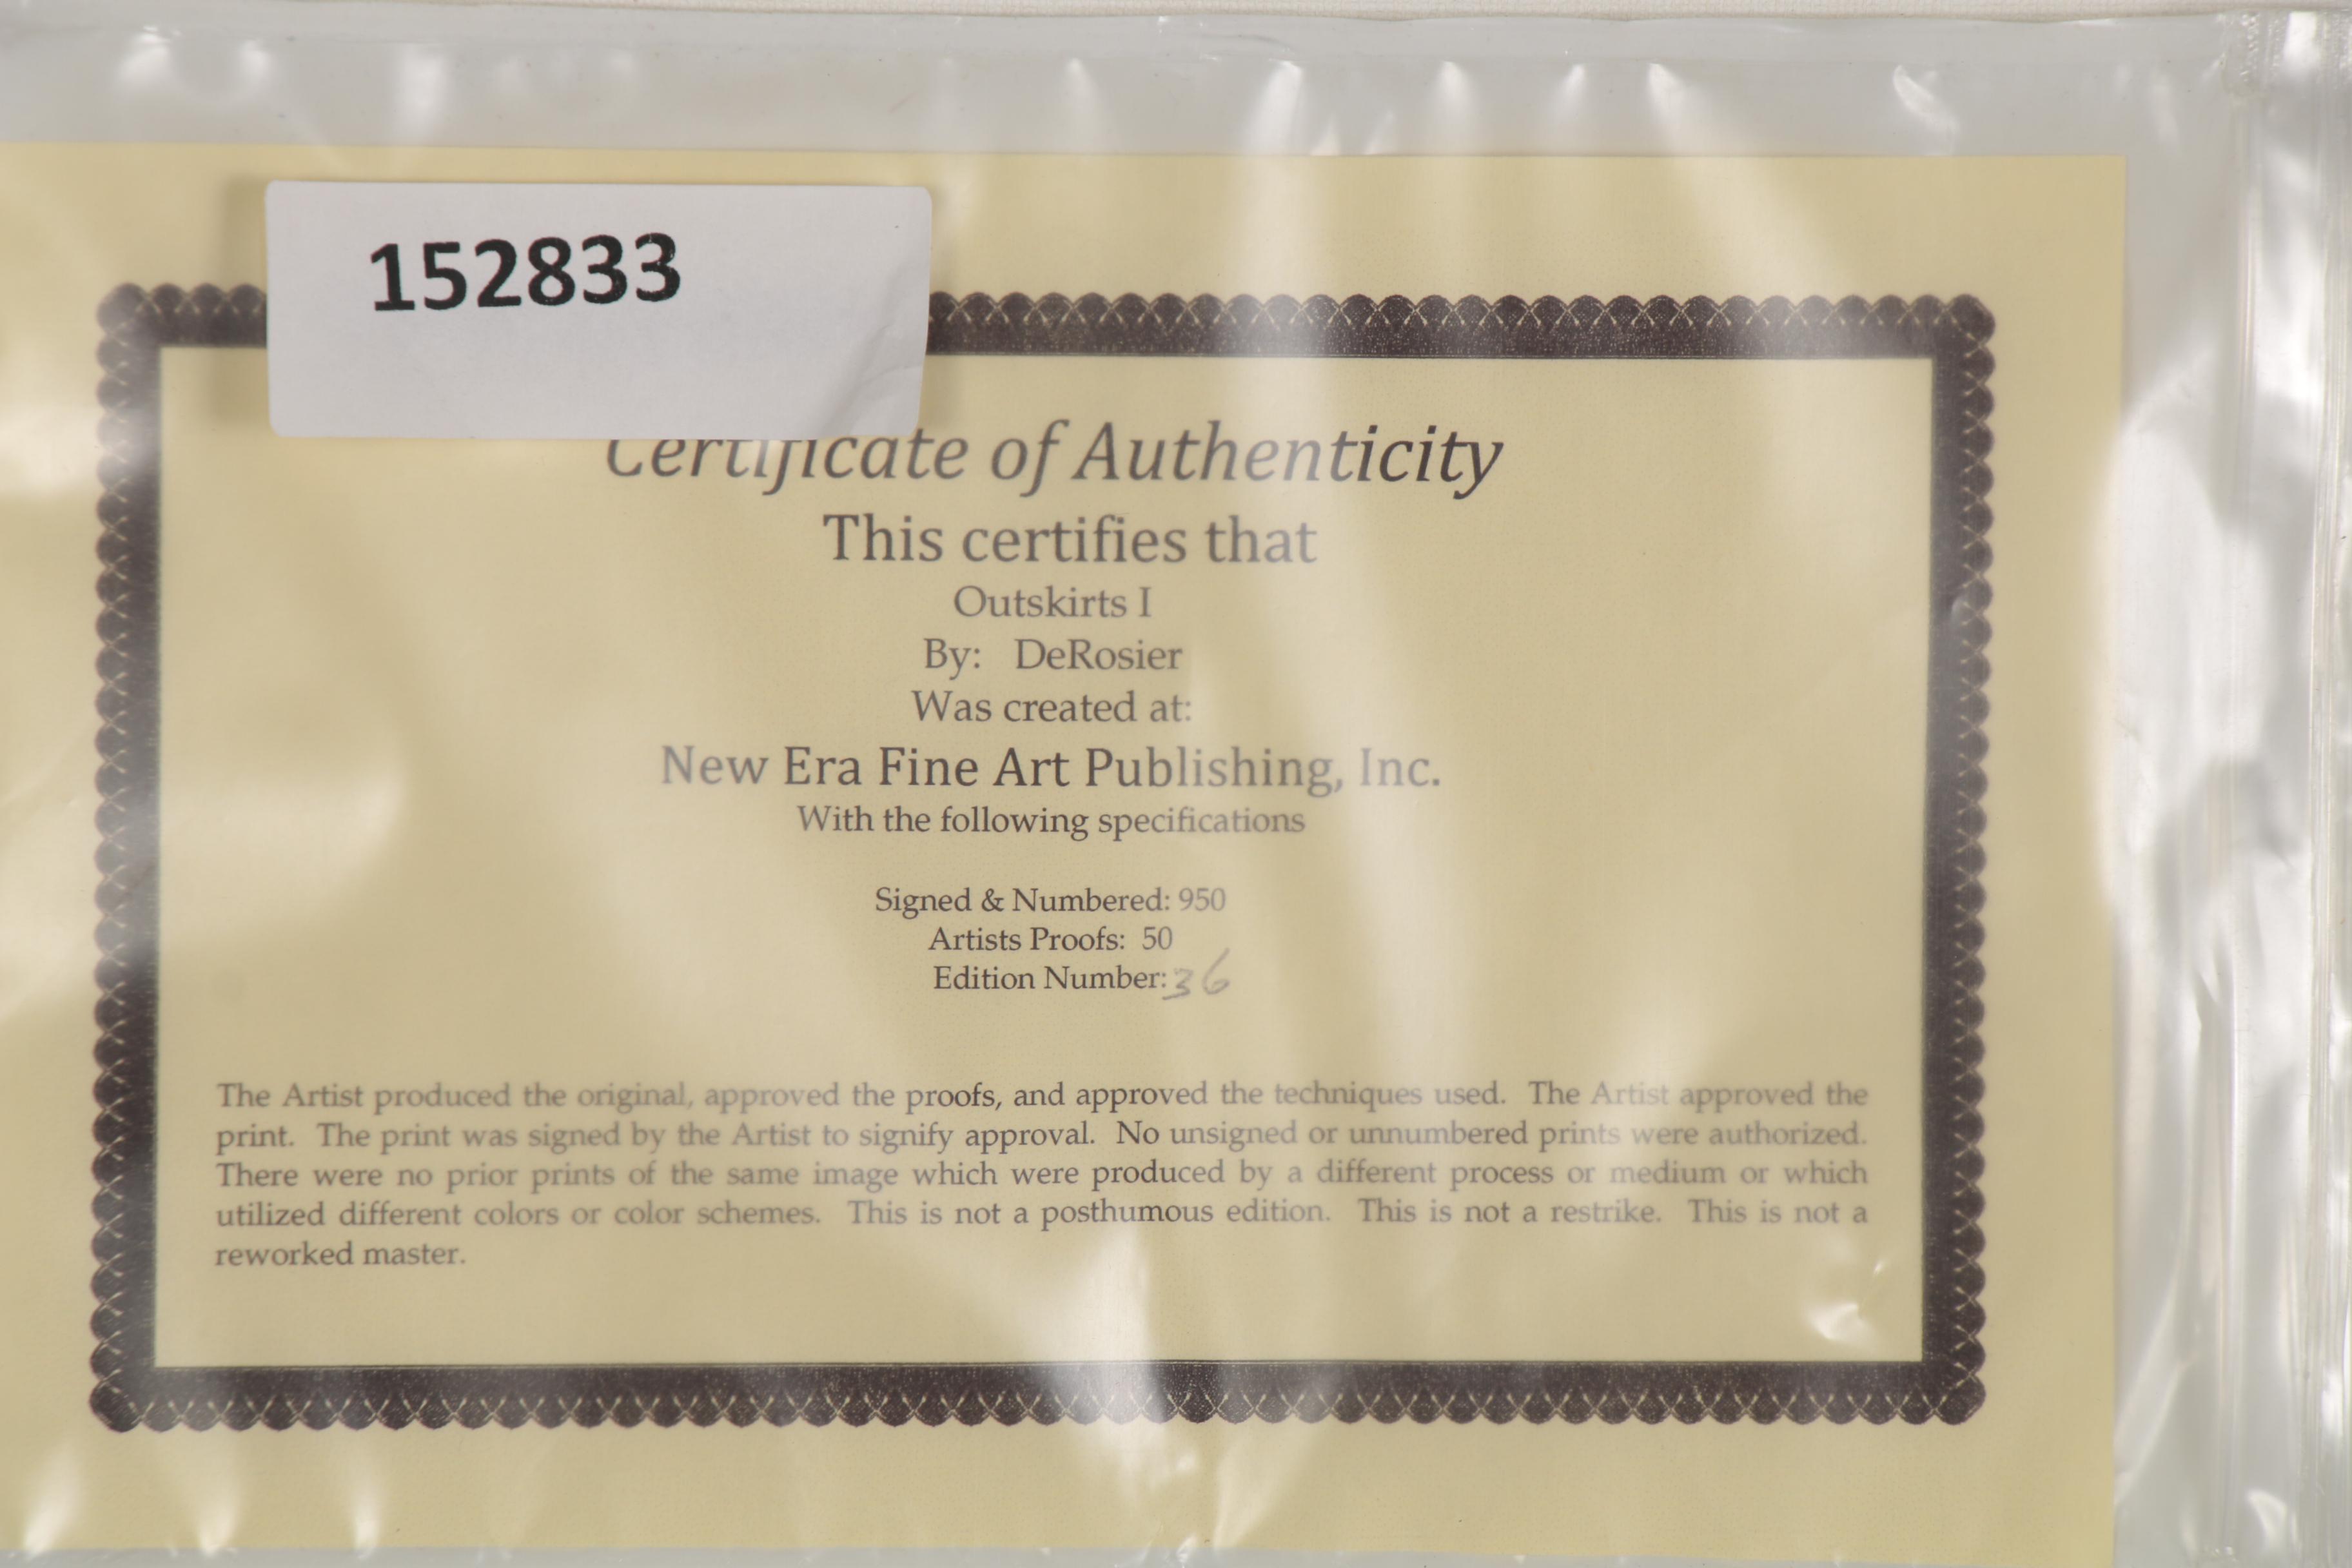 152833
Certificate of Authenticity
This certifies that
Outskirts I
By: DeRosier
Was created at:
New Era Fine Art Publishing, Inc.
With the following specifications
Signed & Numbered: 950
Artists Proofs: 50
Edition Number: 36
The Artist produced the original, approved the proofs, and approved the techniques used. The Artist approved the
print. The print was signed by the Artist to signify approval. No unsigned or unnumbered prints were authorized.
There were no prior prints of the same image which were produced by a different process or medium or which
utilized different colors or color schemes. This is not a posthumous edition. This is not a restrike. This is not a
reworked master.